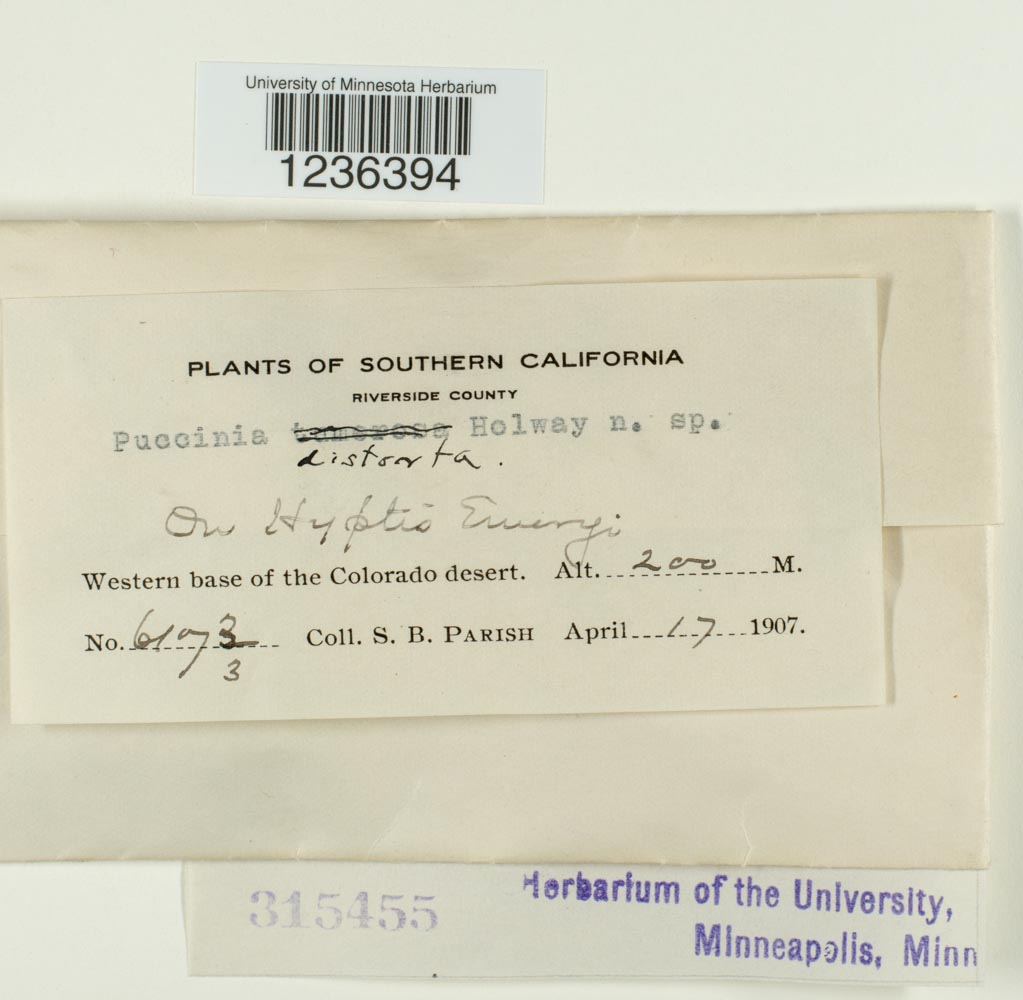 University of Minnesota Herbarium
1236394
PLANTS OF SOUTHERN CALIFORNIA
RIVERSIDE COUNTY
Puccinia tumorosa Holway n. sp.
distorta.
On Hyptis Emoryi
Western base of the Colorado desert. Alt. 200 M.
No. 61073 Coll. S. B. PARISH April 17 1907.
3
315455
Herbarium of the University,
Minneapolis, Minn